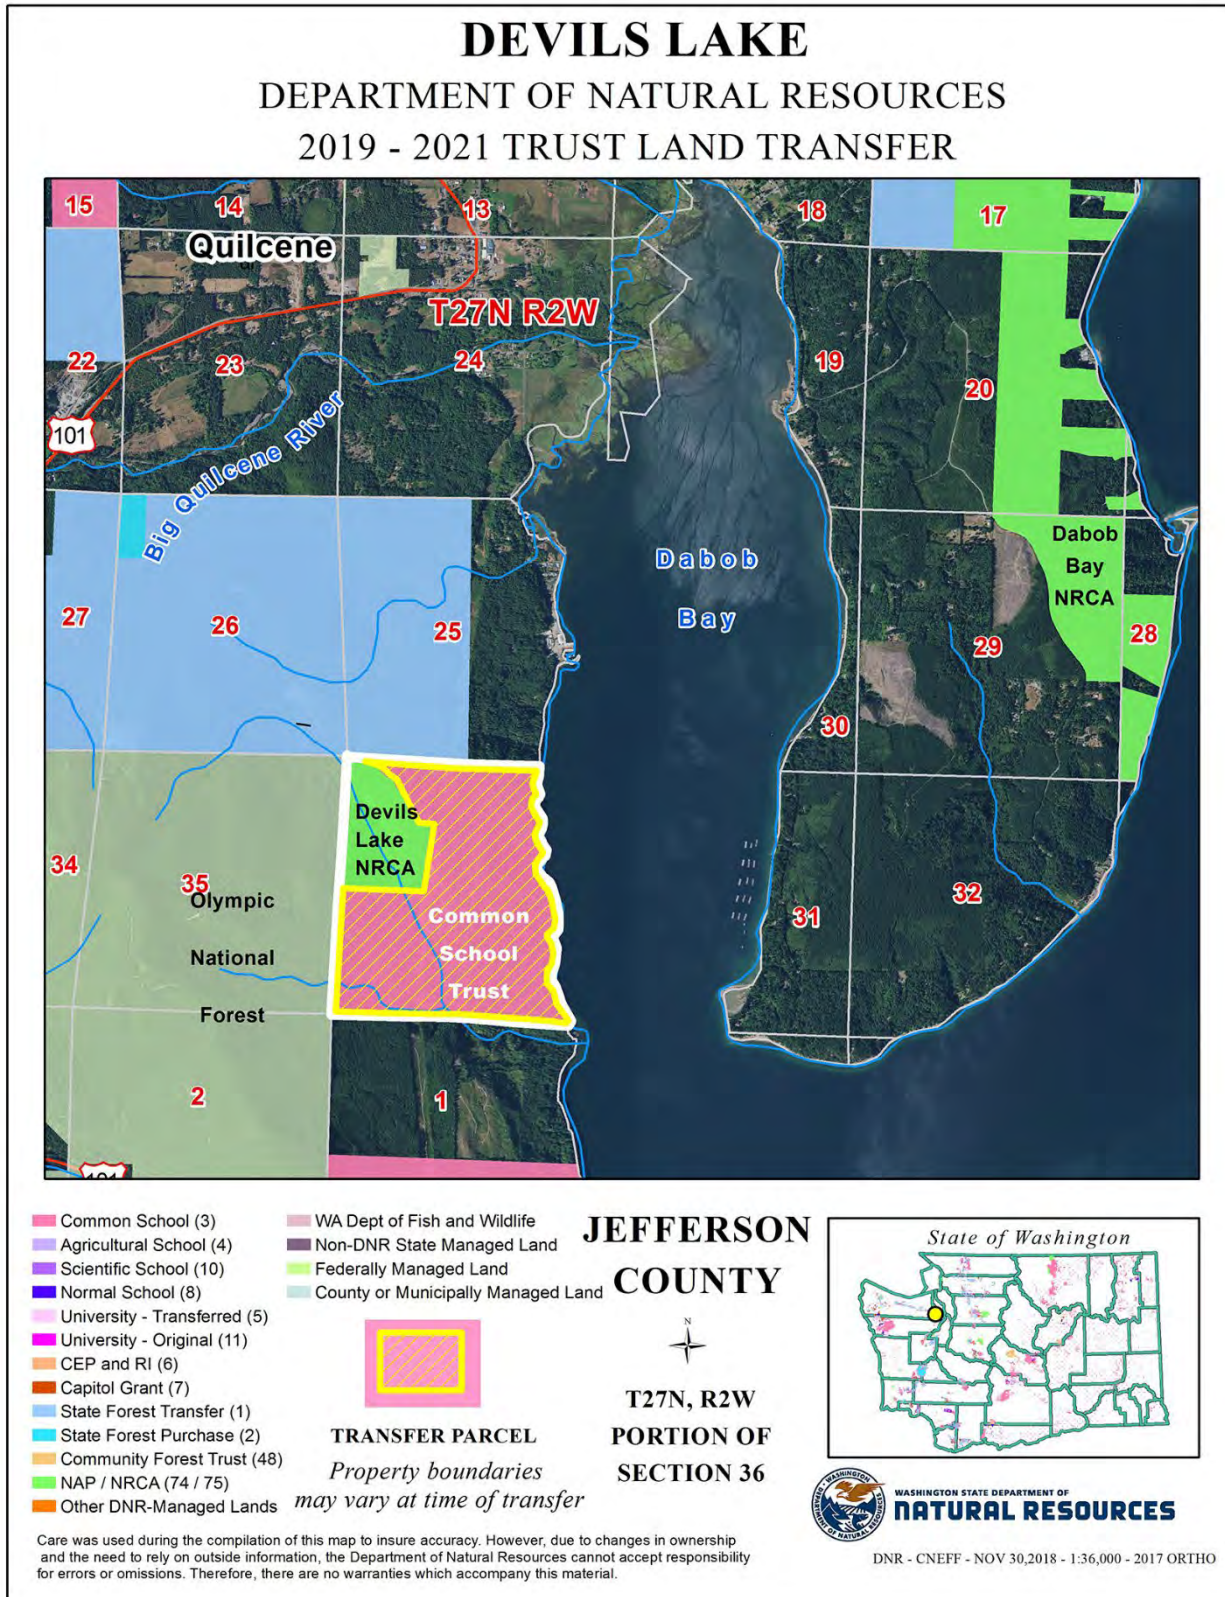 DEVILS LAKE
DEPARTMENT OF NATURAL RESOURCES
2019 - 2021 TRUST LAND TRANSFER
15
14
13
18
17
Quilcene
T27N R2W
22
23
24
19
20
101
Big Quilcene River
Dabob
Bay
NRCA
Dabob
Bay
27
26
25
28
29
30
Devils
Lake
NRCA
34
35
Olympic
National
Forest
Common
School
Trust
31
32
2
1
101
Common School (3)
Agricultural School (4)
Scientific School (10)
Normal School (8)
University - Transferred (5)
University - Original (11)
CEP and RI (6)
Capitol Grant (7)
State Forest Transfer (1)
State Forest Purchase (2)
Community Forest Trust (48)
NAP / NRCA (74 / 75)
Other DNR-Managed Lands
WA Dept of Fish and Wildlife
Non-DNR State Managed Land
Federally Managed Land
County or Municipally Managed Land
TRANSFER PARCEL
Property boundaries
may vary at time of transfer
JEFFERSON
COUNTY
N
T27N, R2W
PORTION OF
SECTION 36
State of Washington
WASHINGTON STATE DEPARTMENT OF
NATURAL RESOURCES
WASHINGTON
DEPARTMENT OF NATURAL RESOURCES
Care was used during the compilation of this map to insure accuracy. However, due to changes in ownership
and the need to rely on outside information, the Department of Natural Resources cannot accept responsibility
for errors or omissions. Therefore, there are no warranties which accompany this material.
DNR - CNEFF - NOV 30,2018 - 1:36,000 - 2017 ORTHO